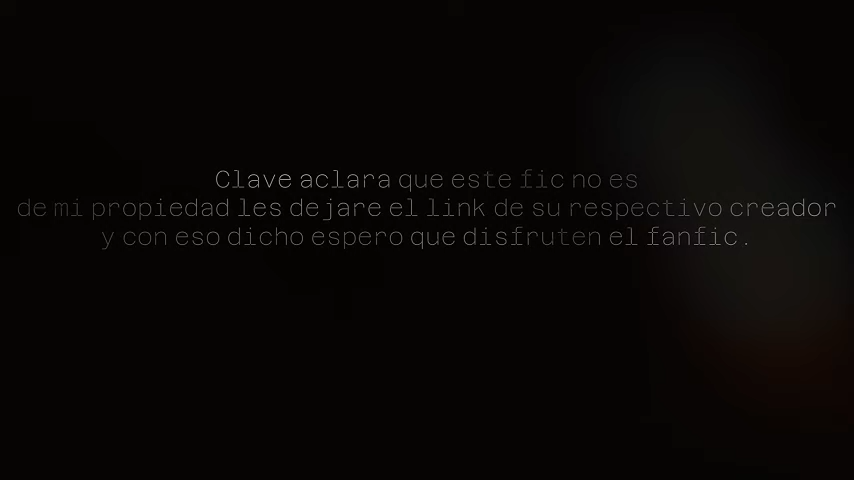 Clave aclara que este fic no es
de mi propiedad les dejare el link de su respectivo creador
y con eso dicho espero que disfruten el fanfic.